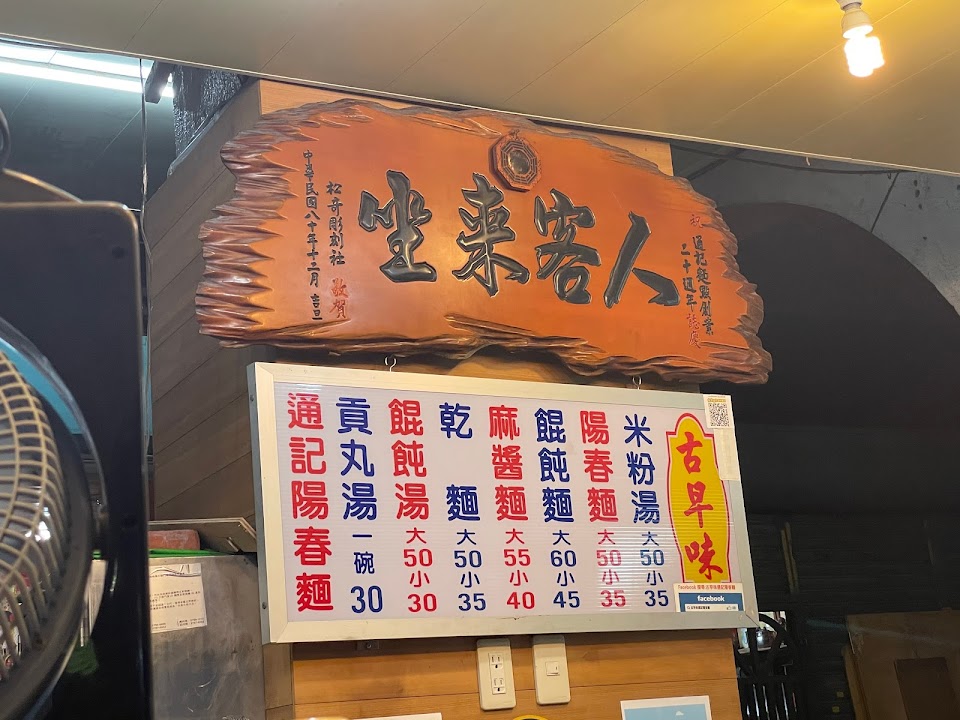 祝 通記麵點創業
二十週年誌慶
人客來坐
松奇彫刻社 敬賀
中華民國八十年十二月 吉旦
古早味
米粉湯 大50 小35
陽春麵 大50 小35
餛飩麵 大60 小45
麻醬麵 大55 小40
乾麵 大50 小35
餛飩湯 大50 小30
貢丸湯 一碗30
通記陽春麵
facebook